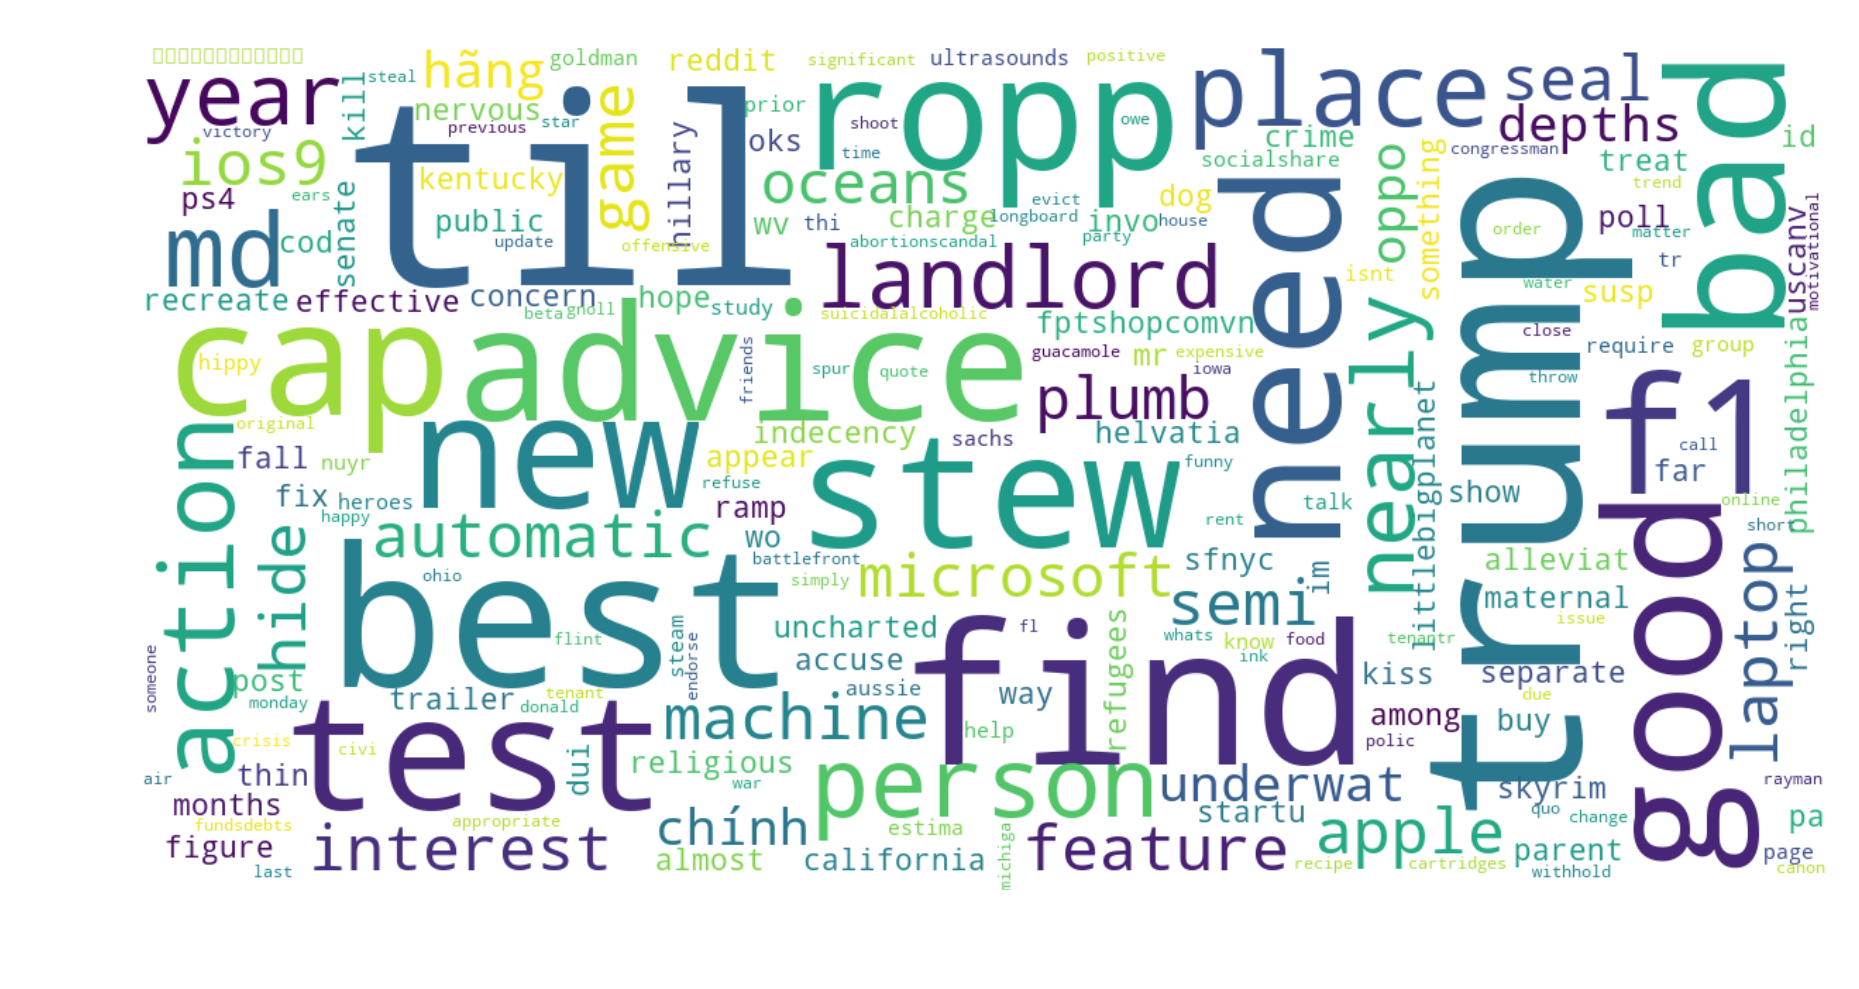 year
til
ropp
place
seal
bad
hãng
goldman
reddit
significant
ultrasounds
positive
steal
kill
nervous
previous
star
game
prior
oks
shoot
time
owe
crime
depths
congressman
id
victory
ios9
kentucky
hillary
oceans
socialshare
oppo
something
treat
trend
ps4
ears
senate
public
update
offensive
wv
thi
charge
longboard
evict
invo
house
dog
party
need
trump
order
poll
matter
uscanv
motivational
md
cod
abortionscandal
landlord
isnt
water
tr
susp
recreate
effective
concern
beta
gnoll
hope
study
suicidalalcoholic
fptshopcomvn
nearly
close
require
group
philadelphia
cap
advice
hippy
friends
spur
quote
guacamole
mr
expensive
iowa
throw
f1
plumb
littlebigplanet
original
action
new
indecency
sachs
helvatia
call
fall
nuyr
appear
stew
funny
far
fix
heroes
refuse
show
happy
ramp
rent
talk
good
online
short
hide
automatic
wo
battlefront
sfnyc
im
alleviat
laptop
best
ohio
simply
microsoft
semi
maternal
right
flint
steam
uncharted
find
fl
refugees
whats
know
ink
food
tenantr
issue
someone
accuse
endorse
kiss
separate
post
monday
trailer
tenant
donald
aussie
way
due
test
machine
among
buy
crisis
civi
dui
help
polic
air
thin
religious
war
person
underwat
skyrim
rayman
months
fundsdebts
appropriate
chính
estima
startu
quo
change
pa
figure
interest
almost
california
michiga
feature
apple
parent
page
last
recipe
cartridges
withhold
canon